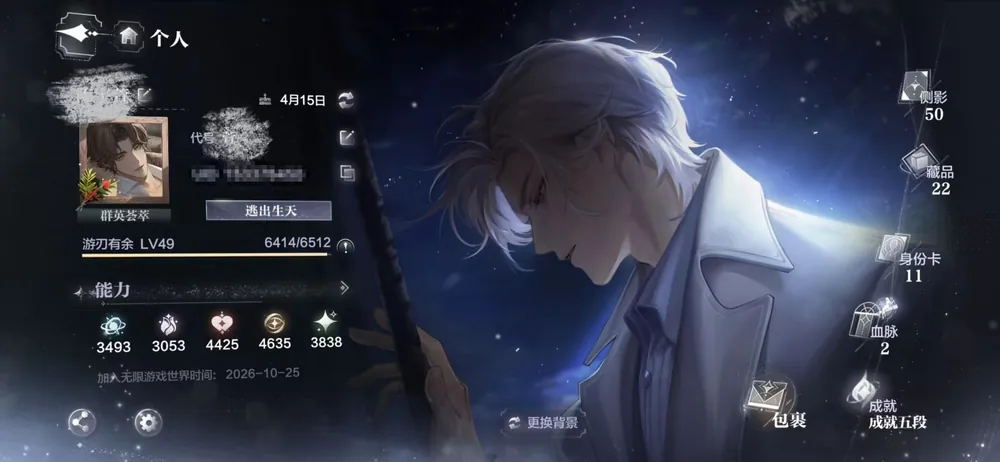 个人
4月15日
代号
群英荟萃
逃出生天
游刃有余 LV49
6414/6512
能力
3493
3053
4425
4635
3838
加入无限游戏世界时间：2026-10-25
更换背景
侧影
50
藏品
22
身份卡
11
血脉
2
包裹
成就
成就五段